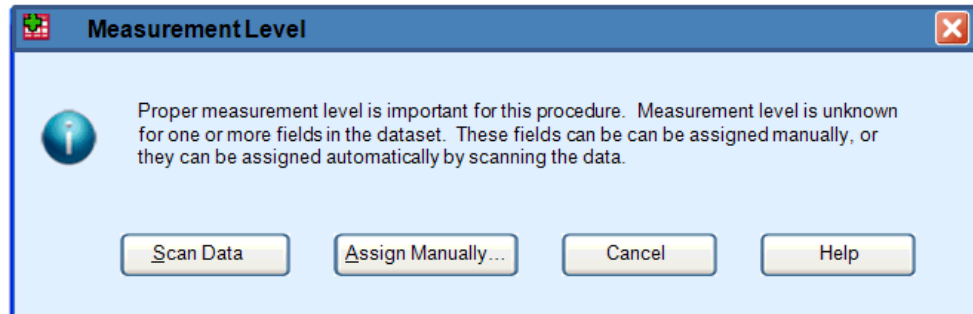 Measurement Level
Proper measurement level is important for this procedure. Measurement level is unknown
for one or more fields in the dataset. These fields can be can be assigned manually, or
they can be assigned automatically by scanning the data.
Scan Data
Assign Manually...
Cancel
Help